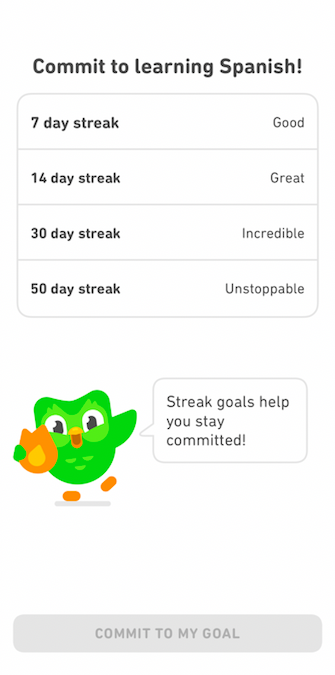 Commit to learning Spanish!
7 day streak Good
14 day streak Great
30 day streak Incredible
50 day streak Unstoppable
Streak goals help
you stay
committed!
COMMIT TO MY GOAL